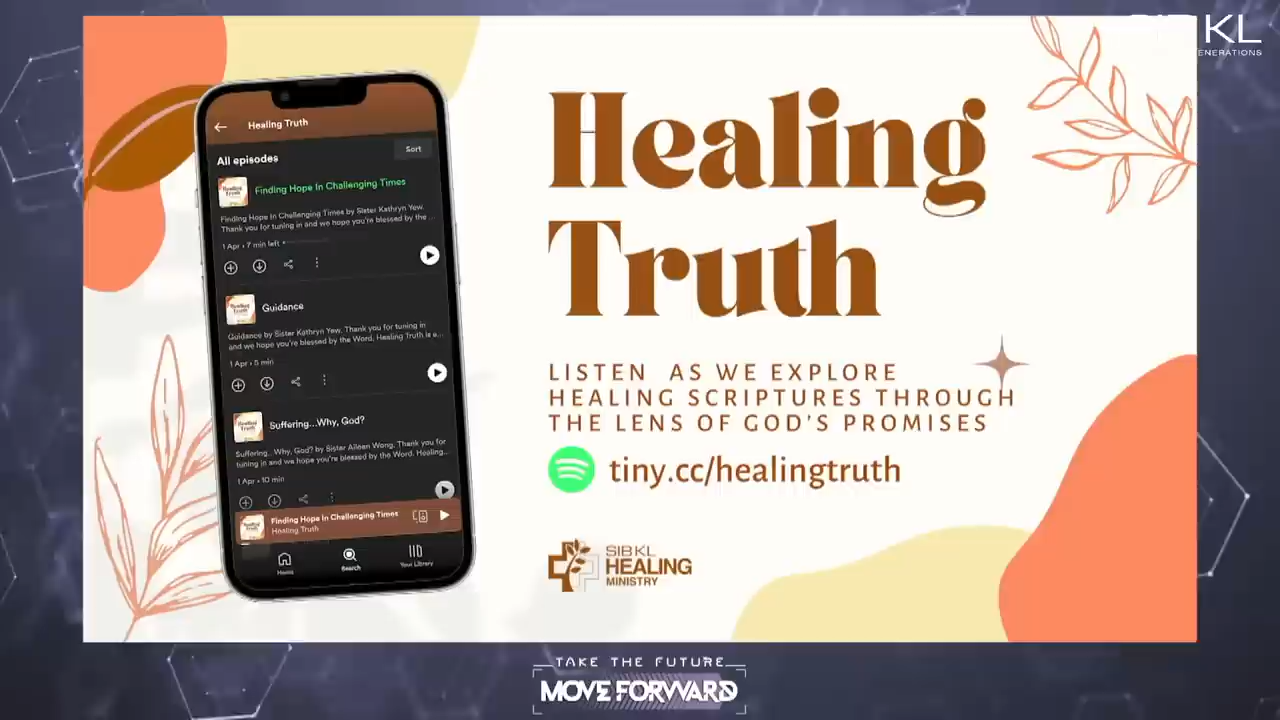 SIB KL
ENERATIONS
Healing Truth
All episodes
Sort
Finding Hope In Challenging Times
Finding Hope In Challenging Times by Sister Kathryn Yew.
Thank you for tuning in and we hope you're blessed by the ...
1 Apr • 7 min left •
Guidance
Guidance by Sister Kathryn Yew. Thank you for tuning in
and we hope you're blessed by the Word. Healing Truth is a...
1 Apr • 5 min
Suffering...Why, God?
Suffering...Why, God? by Sister Aileen Wong. Thank you for
tuning in and we hope you're blessed by the Word. Healing...
1 Apr • 10 min
Finding Hope In Challenging Times
Healing Truth
Home
Search
Your Library
Healing
Truth
LISTEN AS WE EXPLORE
HEALING SCRIPTURES THROUGH
THE LENS OF GOD'S PROMISES
tiny.cc/healingtruth
SIBKL
HEALING
MINISTRY
TAKE THE FUTURE
MOVE FORWARD